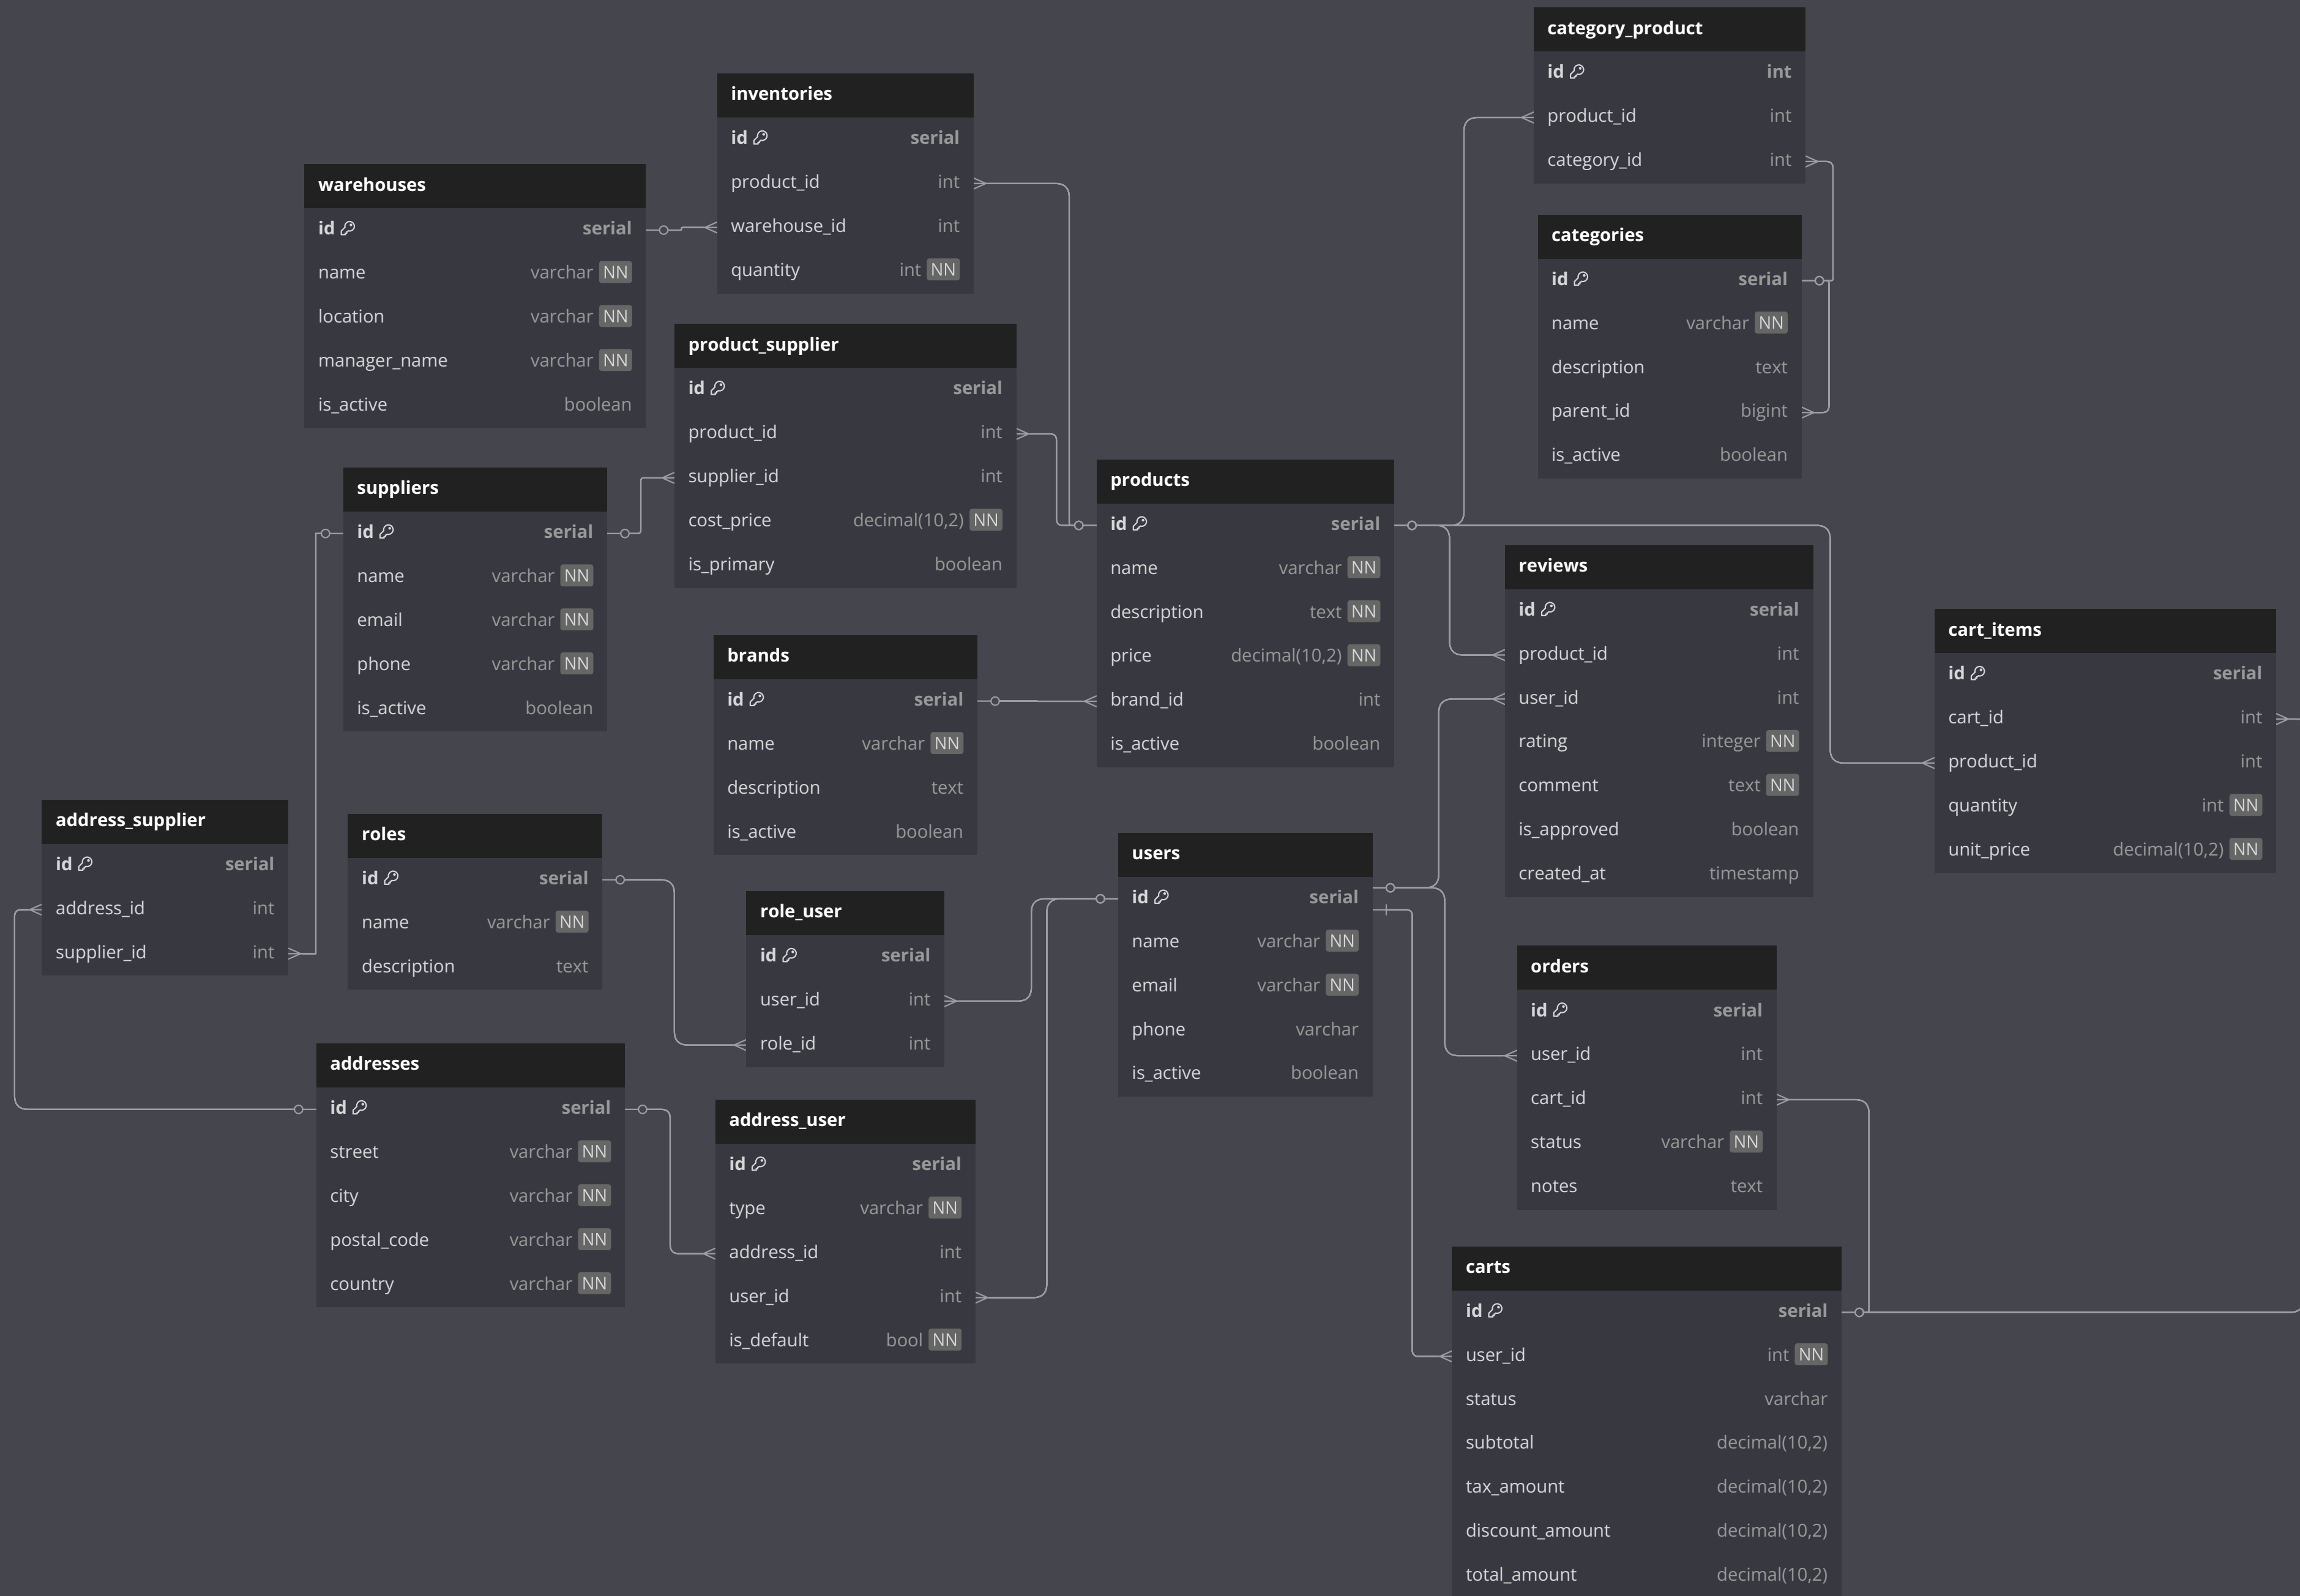 category_product
id int
product_id int
category_id int
inventories
id serial
product_id int
warehouse_id int
quantity int NN
warehouses
id serial
name varchar NN
location varchar NN
manager_name varchar NN
is_active boolean
categories
id serial
name varchar NN
description text
parent_id bigint
is_active boolean
product_supplier
id serial
product_id int
supplier_id int
cost_price decimal(10,2) NN
is_primary boolean
suppliers
id serial
name varchar NN
email varchar NN
phone varchar NN
is_active boolean
products
id serial
name varchar NN
description text NN
price decimal(10,2) NN
brand_id int
is_active boolean
reviews
id serial
product_id int
user_id int
rating integer NN
comment text NN
is_approved boolean
created_at timestamp
cart_items
id serial
cart_id int
product_id int
quantity int NN
unit_price decimal(10,2) NN
brands
id serial
name varchar NN
description text
is_active boolean
address_supplier
id serial
address_id int
supplier_id int
roles
id serial
name varchar NN
description text
role_user
id serial
user_id int
role_id int
users
id serial
name varchar NN
email varchar NN
phone varchar
is_active boolean
orders
id serial
user_id int
cart_id int
status varchar NN
notes text
addresses
id serial
street varchar NN
city varchar NN
postal_code varchar NN
country varchar NN
address_user
id serial
type varchar NN
address_id int
user_id int
is_default bool NN
carts
id serial
user_id int NN
status varchar
subtotal decimal(10,2)
tax_amount decimal(10,2)
discount_amount decimal(10,2)
total_amount decimal(10,2)